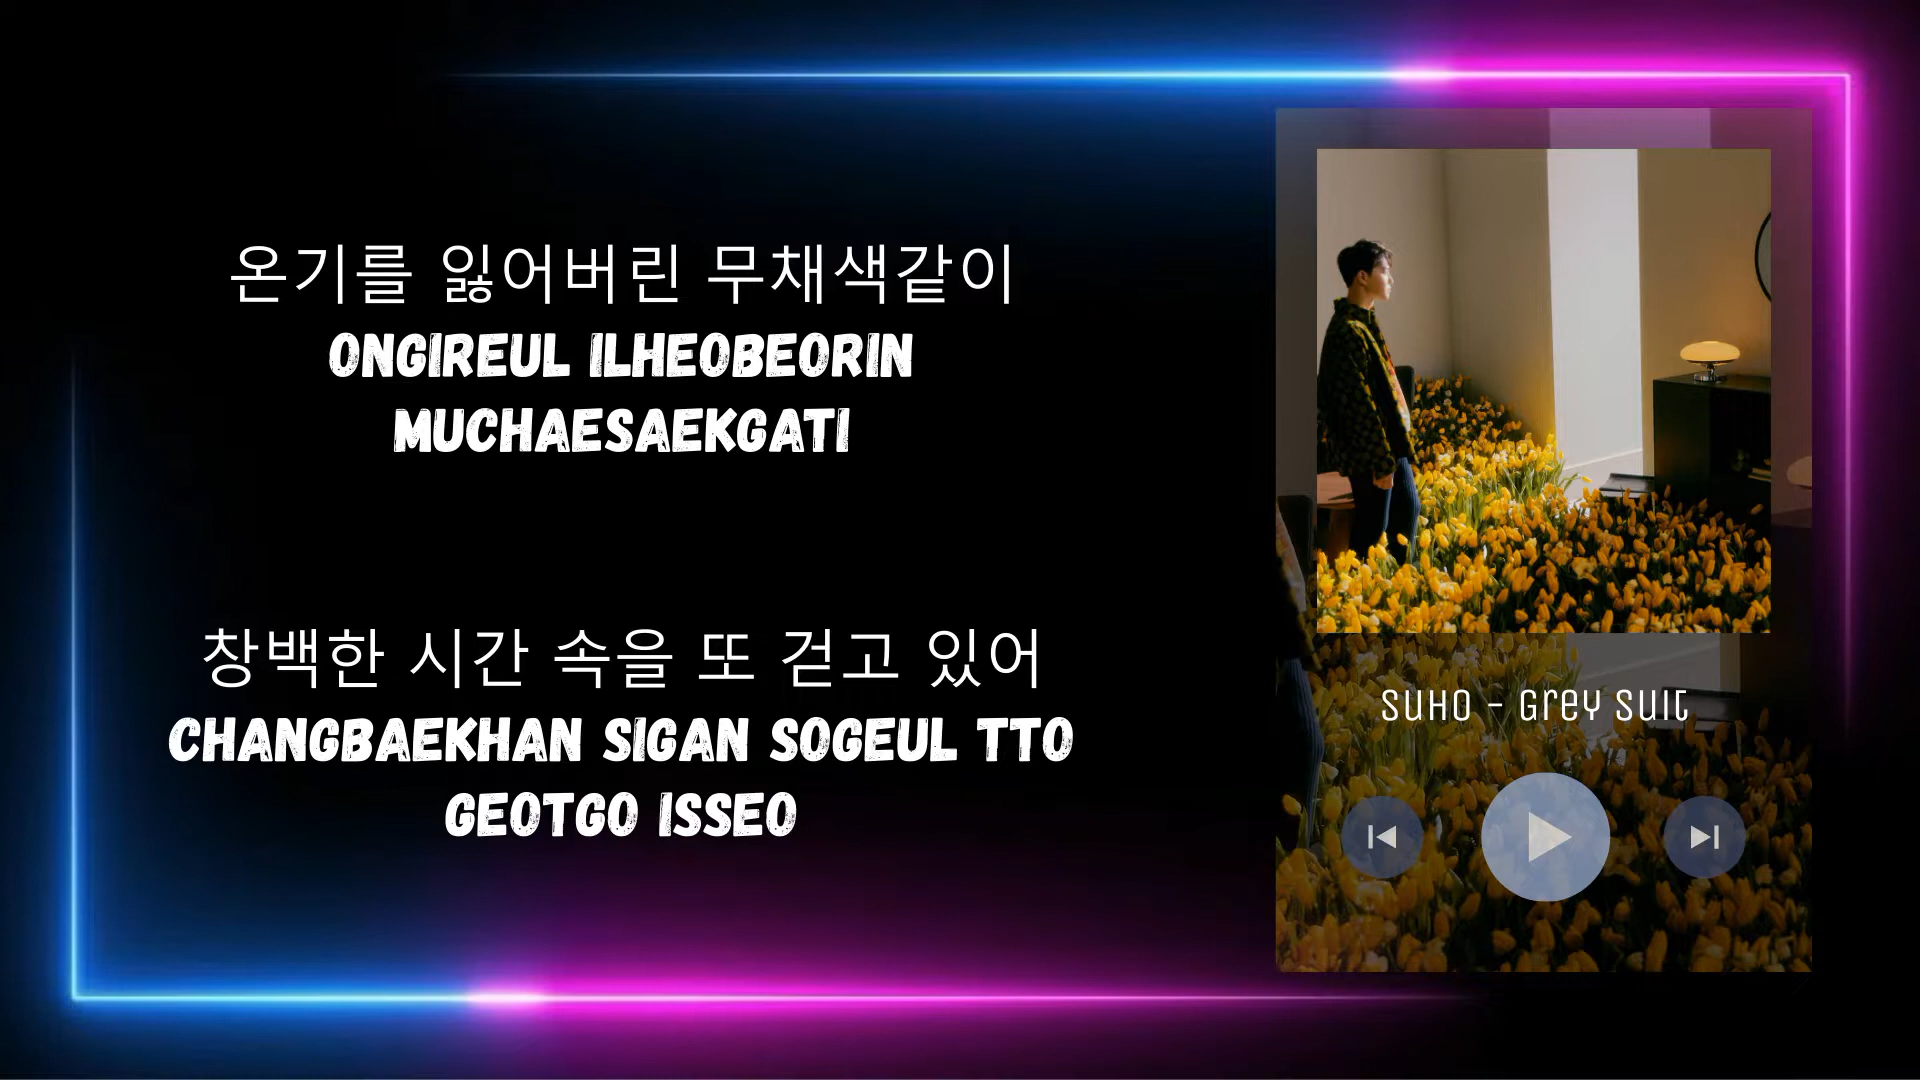 온기를 잃어버린 무채색같이
ONGIREUL ILHEOBEORIN
MUCHAESAEKGATI
창백한 시간 속을 또 걷고 있어
CHANGBAEKHAN SIGAN SOGEUL TTO
GEOTGO ISSEO
SUHO - Grey Suit